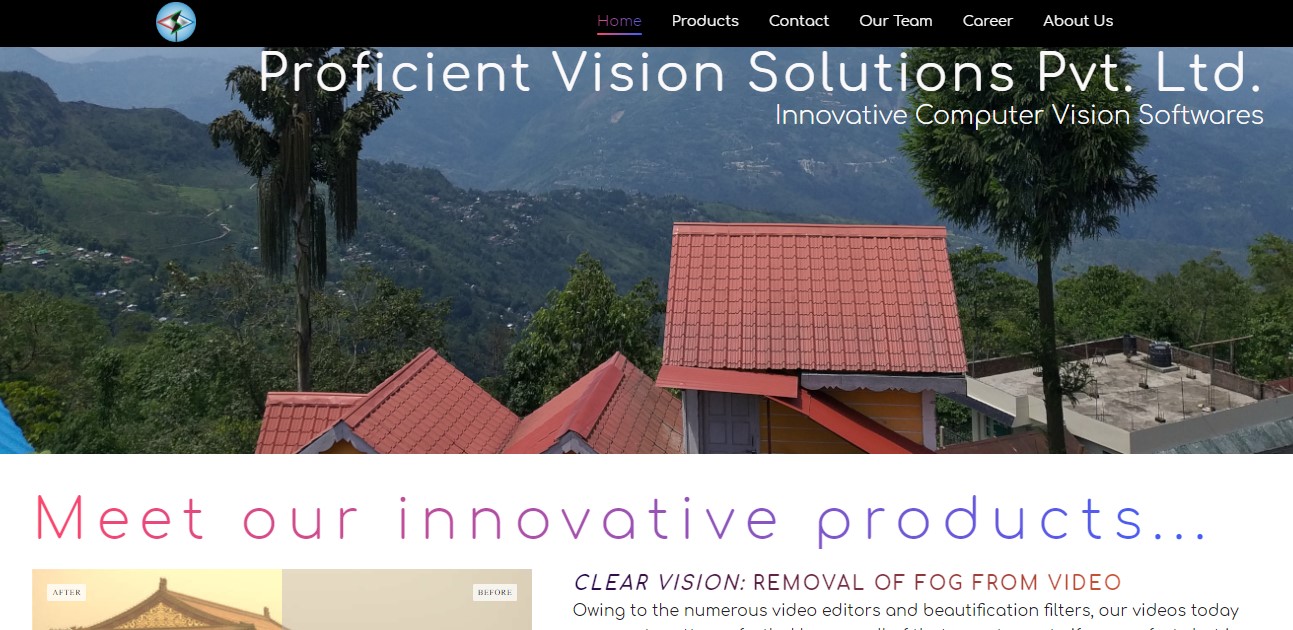 Home Products Contact Our Team Career About Us
Proficient Vision Solutions Pvt. Ltd.
Innovative Computer Vision Softwares
Meet our innovative products...
AFTER
BEFORE
CLEAR VISION: REMOVAL OF FOG FROM VIDEO
Owing to the numerous video editors and beautification filters, our videos today